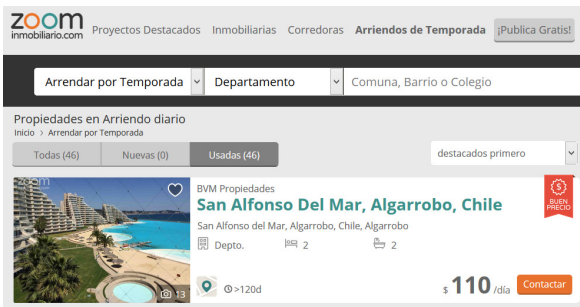 zoom
inmobiliario.com
Proyectos Destacados Inmobiliarias Corredoras Arriendos de Temporada ¡Publica Gratis!
Arrendar por Temporada Departamento Comuna, Barrio o Colegio
Propiedades en Arriendo diario
Inicio > Arrendar por Temporada
Todas (46) Nuevas (0) Usadas (46) destacados primero
zoom
BVM Propiedades
San Alfonso Del Mar, Algarrobo, Chile
San Alfonso del Mar, Algarrobo, Chile, Algarrobo
BUEN
PRECIO
Depto. 2 2
13 >120d $ 110 /día Contactar